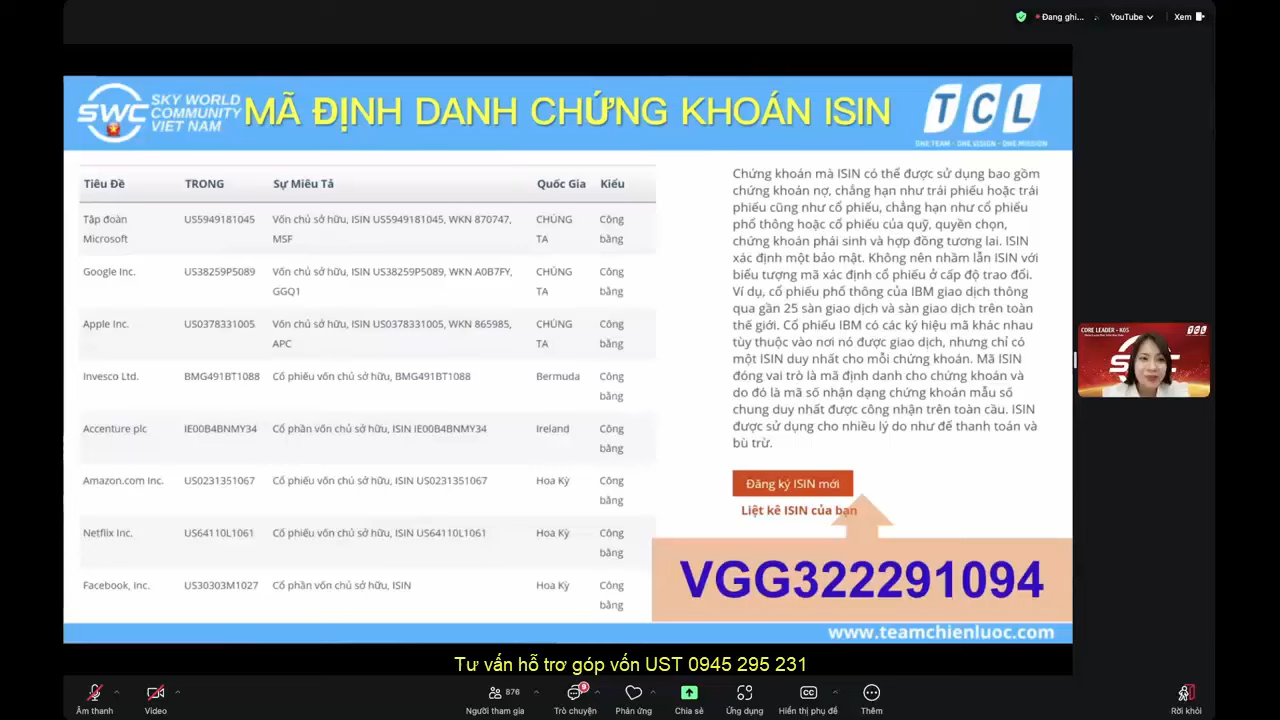 Đang ghi...
YouTube
Xem
SWC
SKY WORLD
COMMUNITY
VIET NAM
MÃ ĐỊNH DANH CHỨNG KHOÁN ISIN
TCL
ONE TEAM - ONE VISION - ONE MISSION
Tiêu Đề TRONG Sự Miêu Tả Quốc Gia Kiểu
Tập đoàn US5949181045 Vốn chủ sở hữu, ISIN US5949181045, WKN 870747, CHÚNG Công
Microsoft MSF TA bằng
Google Inc. US38259P5089 Vốn chủ sở hữu, ISIN US38259P5089, WKN A0B7FY, CHÚNG Công
GGQ1 TA bằng
Apple Inc. US0378331005 Vốn chủ sở hữu, ISIN US0378331005, WKN 865985, CHÚNG Công
APC TA bằng
Invesco Ltd. BMG491BT1088 Cổ phiếu vốn chủ sở hữu, BMG491BT1088 Bermuda Công
bằng
Accenture plc IE00B4BNMY34 Cổ phần vốn chủ sở hữu, ISIN IE00B4BNMY34 Ireland Công
bằng
Amazon.com Inc. US0231351067 Cổ phiếu vốn chủ sở hữu, ISIN US0231351067 Hoa Kỳ Công
bằng
Netflix Inc. US64110L1061 Cổ phiếu vốn chủ sở hữu, ISIN US64110L1061 Hoa Kỳ Công
bằng
Facebook, Inc. US30303M1027 Cổ phần vốn chủ sở hữu, ISIN Hoa Kỳ Công
bằng
Chứng khoán mà ISIN có thể được sử dụng bao gồm
chứng khoán nợ, chẳng hạn như trái phiếu hoặc trái
phiếu cũng như cổ phiếu, chẳng hạn như cổ phiếu
phổ thông hoặc cổ phiếu của quỹ, quyền chọn,
chứng khoán phái sinh và hợp đồng tương lai. ISIN
xác định một bảo mật. Không nên nhầm lẫn ISIN với
biểu tượng mã xác định cổ phiếu ở cấp độ trao đổi.
Ví dụ, cổ phiếu phổ thông của IBM giao dịch thông
qua gần 25 sàn giao dịch và sàn giao dịch trên toàn
thế giới. Cổ phiếu IBM có các ký hiệu mã khác nhau
tùy thuộc vào nơi nó được giao dịch, nhưng chỉ có
một ISIN duy nhất cho mỗi chứng khoán. Mã ISIN
đóng vai trò là mã định danh cho chứng khoán và
do đó là mã số nhận dạng chứng khoán mẫu số
chung duy nhất được công nhận trên toàn cầu. ISIN
được sử dụng cho nhiều lý do như để thanh toán và
bù trừ.
Đăng ký ISIN mới
Liệt kê ISIN của bạn
VGG322291094
www.teamchienluoc.com
CORE LEADER - K05
TCL
Tư vấn hỗ trơ góp vốn UST 0945 295 231
Âm thanh
Video
876
Người tham gia
9
Trò chuyện
Phản ứng
Chia sẻ
Ứng dụng
CC
Hiển thị phụ đề
Thêm
Rời khỏi